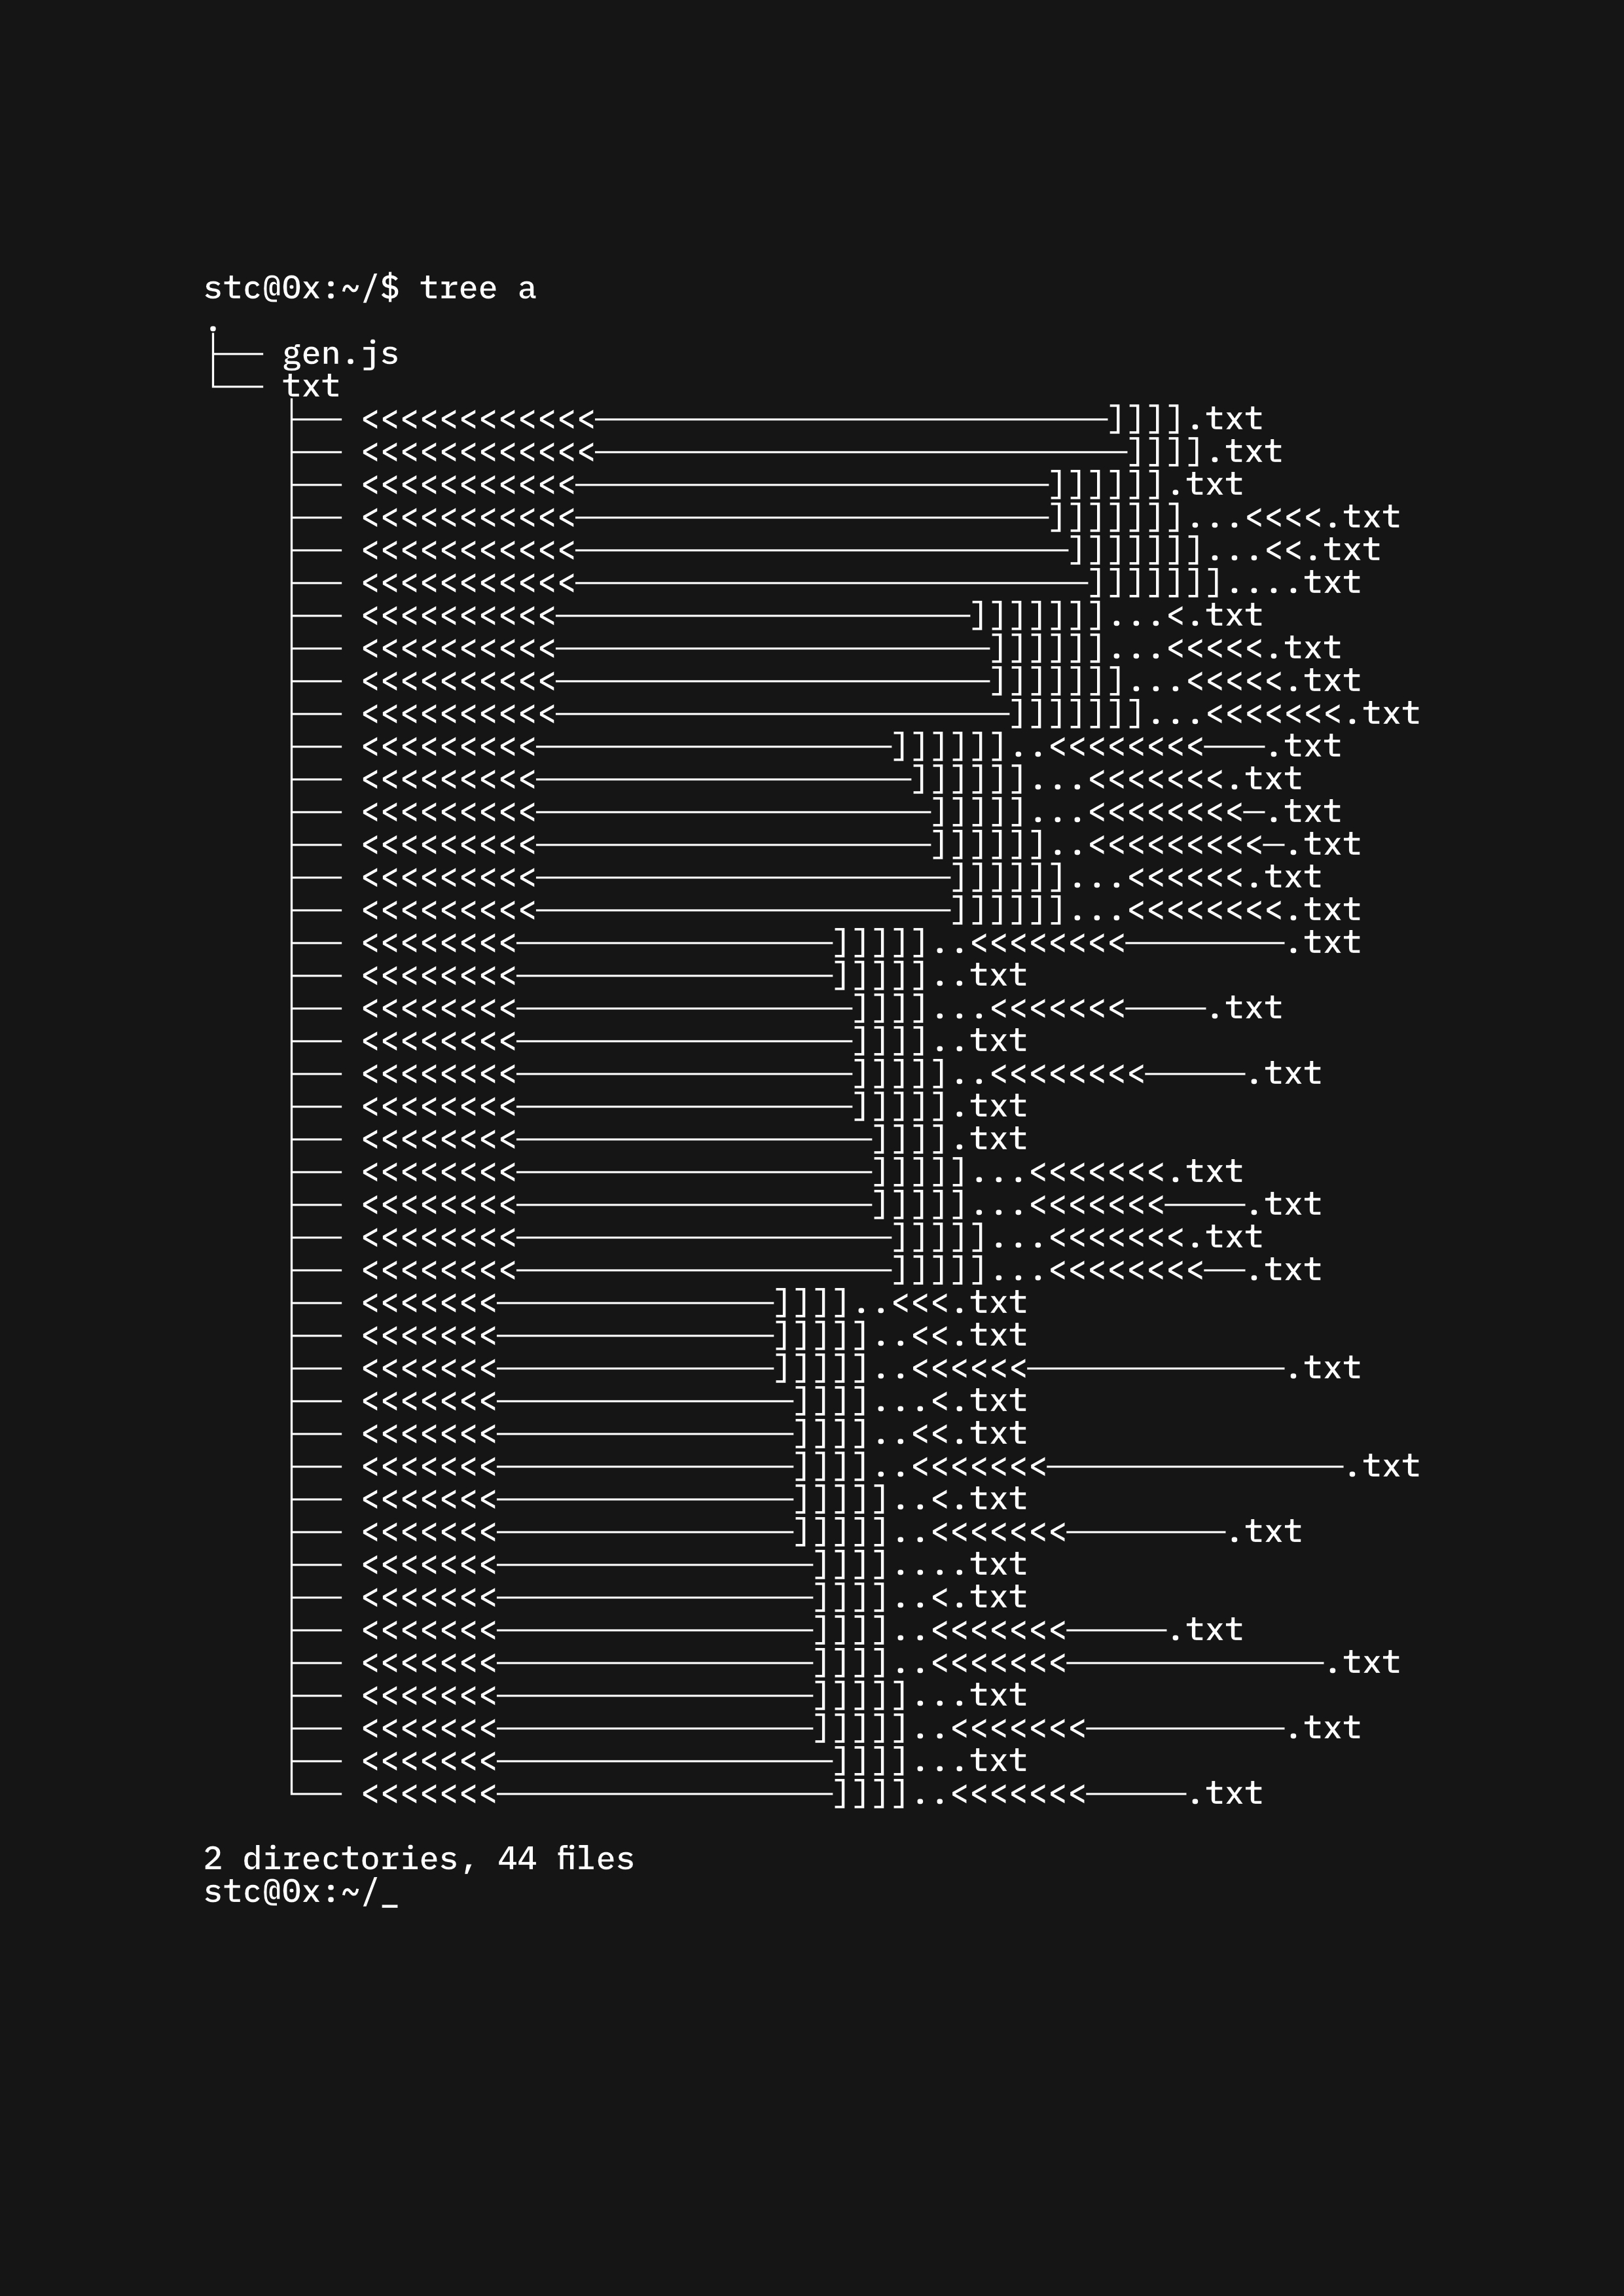 stc@0x:~/$ tree a
.
├── gen.js
└── txt
    ├── <<<<<<<<<<<<──────────────────────────]]]].txt
    ├── <<<<<<<<<<<<───────────────────────────]]]].txt
    ├── <<<<<<<<<<<────────────────────────]]]]]].txt
    ├── <<<<<<<<<<<────────────────────────]]]]]]]...<<<<.txt
    ├── <<<<<<<<<<<─────────────────────────]]]]]]]...<<.txt
    ├── <<<<<<<<<<<──────────────────────────]]]]]]]....txt
    ├── <<<<<<<<<<─────────────────────]]]]]]]...<.txt
    ├── <<<<<<<<<<──────────────────────]]]]]]...<<<<<.txt
    ├── <<<<<<<<<<──────────────────────]]]]]]]...<<<<<.txt
    ├── <<<<<<<<<<───────────────────────]]]]]]]...<<<<<<<.txt
    ├── <<<<<<<<<──────────────────]]]]]]..<<<<<<<<───.txt
    ├── <<<<<<<<<───────────────────]]]]]]...<<<<<<<.txt
    ├── <<<<<<<<<────────────────────]]]]]...<<<<<<<<─.txt
    ├── <<<<<<<<<────────────────────]]]]]]..<<<<<<<<<─.txt
    ├── <<<<<<<<<─────────────────────]]]]]]...<<<<<<.txt
    ├── <<<<<<<<<─────────────────────]]]]]]...<<<<<<<<.txt
    ├── <<<<<<<<────────────────]]]]]..<<<<<<<<────────.txt
    ├── <<<<<<<<────────────────]]]]]..txt
    ├── <<<<<<<<─────────────────]]]]...<<<<<<<────.txt
    ├── <<<<<<<<─────────────────]]]]..txt
    ├── <<<<<<<<─────────────────]]]]]..<<<<<<<<─────.txt
    ├── <<<<<<<<─────────────────]]]]].txt
    ├── <<<<<<<<──────────────────]]]].txt
    ├── <<<<<<<<──────────────────]]]]]...<<<<<<<.txt
    ├── <<<<<<<<──────────────────]]]]]...<<<<<<<────.txt
    ├── <<<<<<<<───────────────────]]]]]...<<<<<<<.txt
    ├── <<<<<<<<───────────────────]]]]]...<<<<<<<<──.txt
    ├── <<<<<<<──────────────]]]]..<<<.txt
    ├── <<<<<<<──────────────]]]]]..<<.txt
    ├── <<<<<<<──────────────]]]]]..<<<<<<─────────────.txt
    ├── <<<<<<<───────────────]]]]...<.txt
    ├── <<<<<<<───────────────]]]]..<<.txt
    ├── <<<<<<<───────────────]]]]..<<<<<<<───────────────.txt
    ├── <<<<<<<───────────────]]]]]..<.txt
    ├── <<<<<<<───────────────]]]]]..<<<<<<<────────.txt
    ├── <<<<<<<────────────────]]]]....txt
    ├── <<<<<<<────────────────]]]]..<.txt
    ├── <<<<<<<────────────────]]]]..<<<<<<<─────.txt
    ├── <<<<<<<────────────────]]]]..<<<<<<<─────────────.txt
    ├── <<<<<<<────────────────]]]]]...txt
    ├── <<<<<<<────────────────]]]]]..<<<<<<<──────────.txt
    ├── <<<<<<<─────────────────]]]]...txt
    └── <<<<<<<─────────────────]]]]..<<<<<<<─────.txt
2 directories, 44 files
stc@0x:~/_